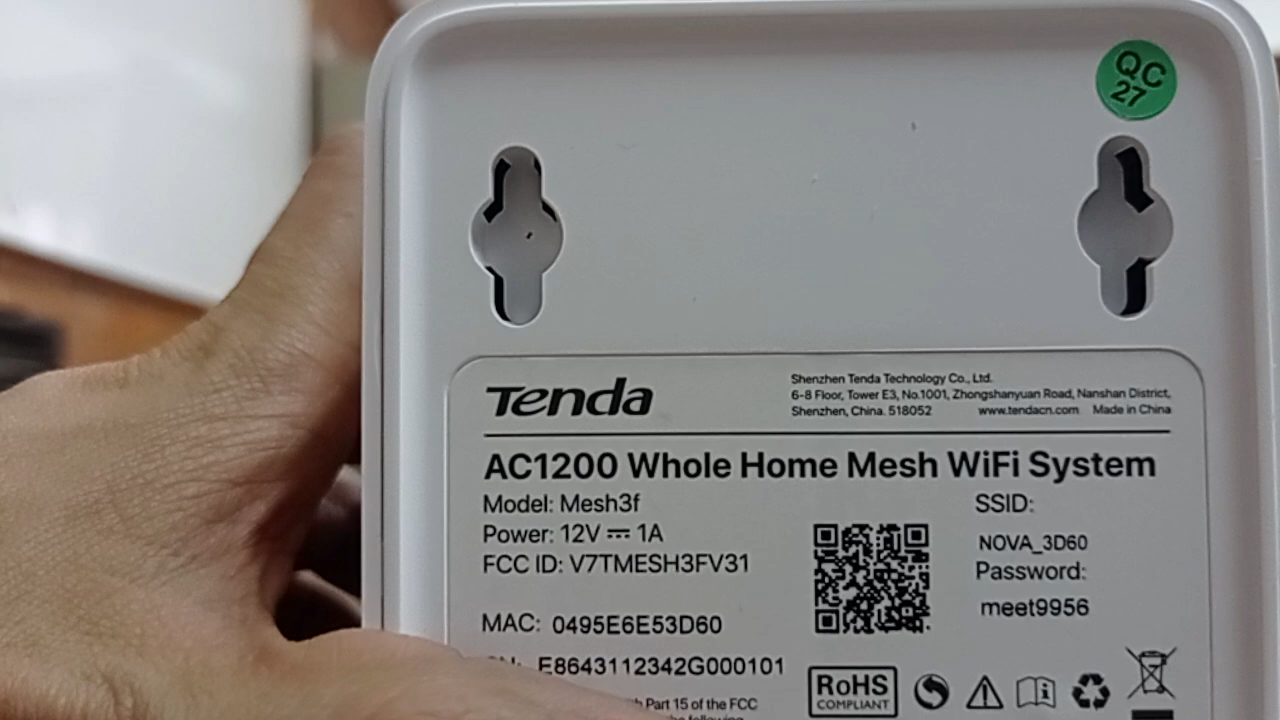 QC
27
Tenda
Shenzhen Tenda Technology Co., Ltd.
6-8 Floor, Tower E3, No.1001, Zhongshanyuan Road, Nanshan District,
Shenzhen, China. 518052 www.tendacn.com Made in China
AC1200 Whole Home Mesh WiFi System
Model: Mesh3f
Power: 12V ⎓ 1A
FCC ID: V7TMESH3FV31
MAC: 0495E6E53D60
E8643112342G000101
SSID:
NOVA_3D60
Password:
meet9956
RoHS
COMPLIANT
Part 15 of the FCC
following